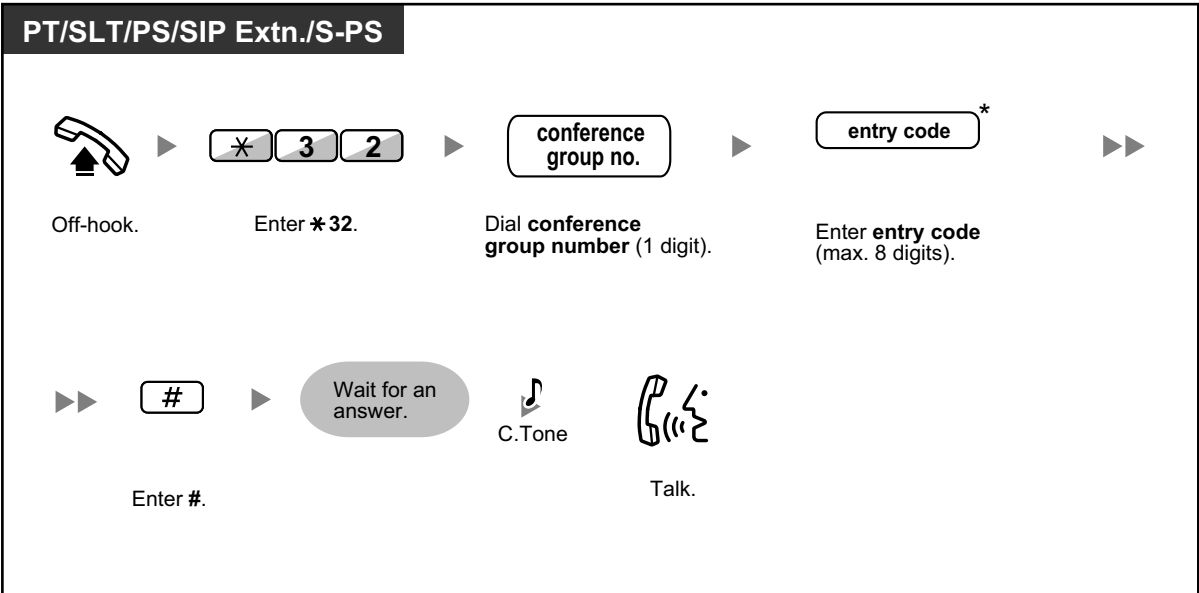 PT/SLT/PS/SIP Extn./S-PS
* 3 2
conference
group no.
entry code *
Off-hook.
Enter *32.
Dial conference
group number (1 digit).
Enter entry code
(max. 8 digits).
#
Wait for an
answer.
C.Tone
Enter #.
Talk.